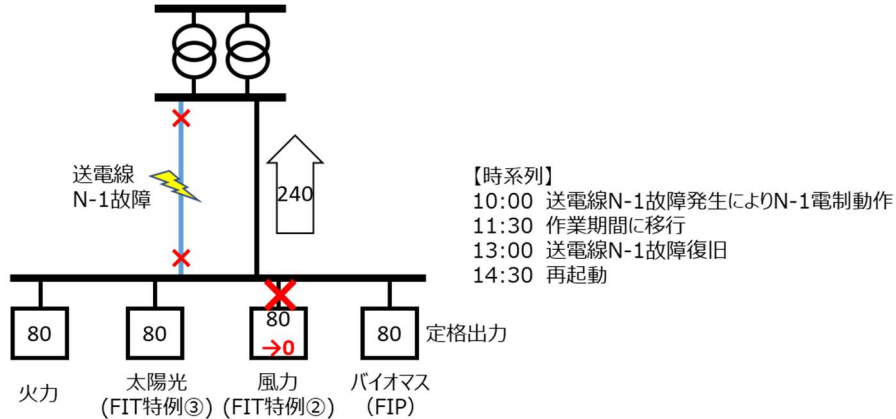 送電線
N-1故障
240
【時系列】
10:00 送電線N-1故障発生によりN-1電制動作
11:30 作業期間に移行
13:00 送電線N-1故障復旧
14:30 再起動
80
80
80
→0
80
定格出力
火力
太陽光
(FIT特例③)
風力
(FIT特例②)
バイオマス
(FIP)